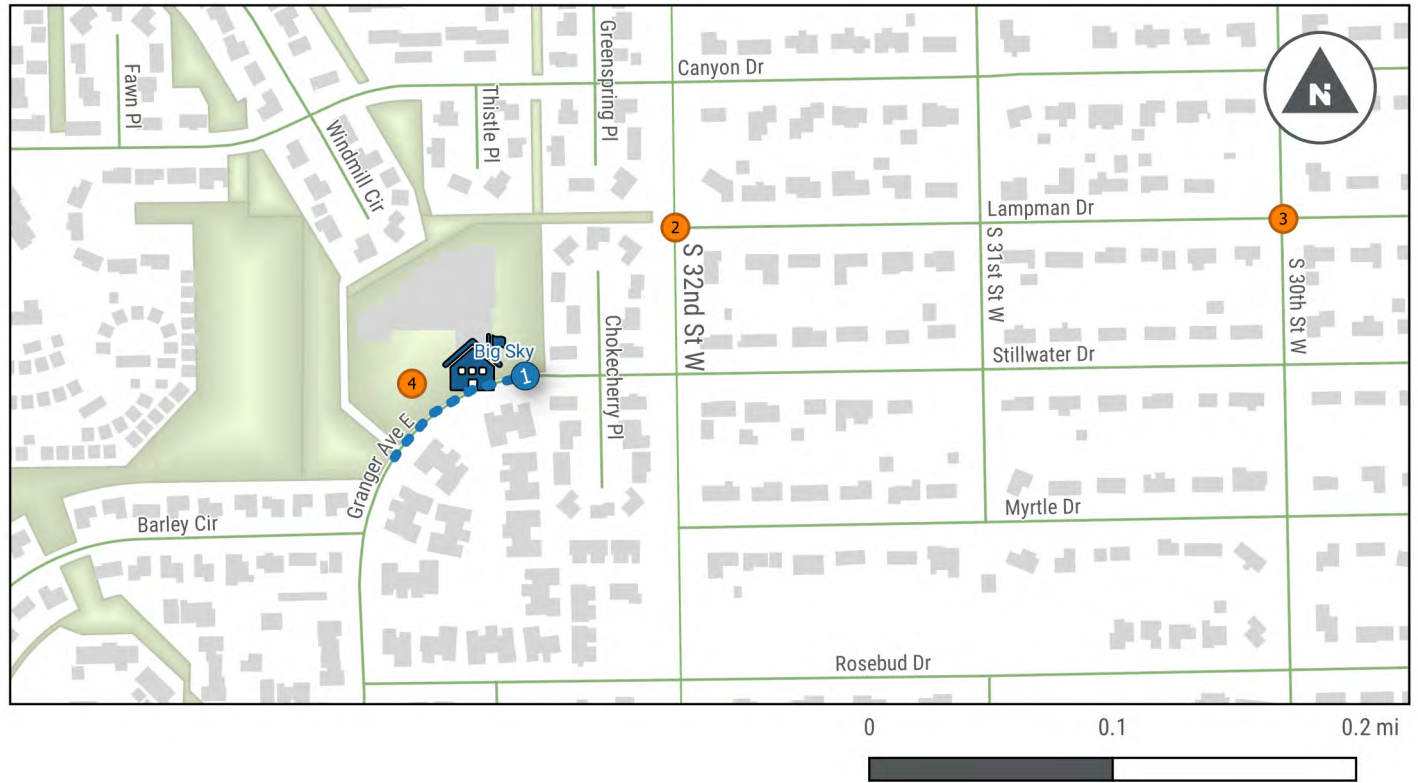 Canyon Dr
Greenspring Pl
Fawn Pl
Thistle Pl
Windmill Cir
N
Lampman Dr
2
3
S 32nd St W
S 31st St W
S 30th St W
Chokecherry Pl
Big Sky
Stillwater Dr
1
4
Granger Ave E
Myrtle Dr
Barley Cir
Rosebud Dr
0 0.1 0.2 mi